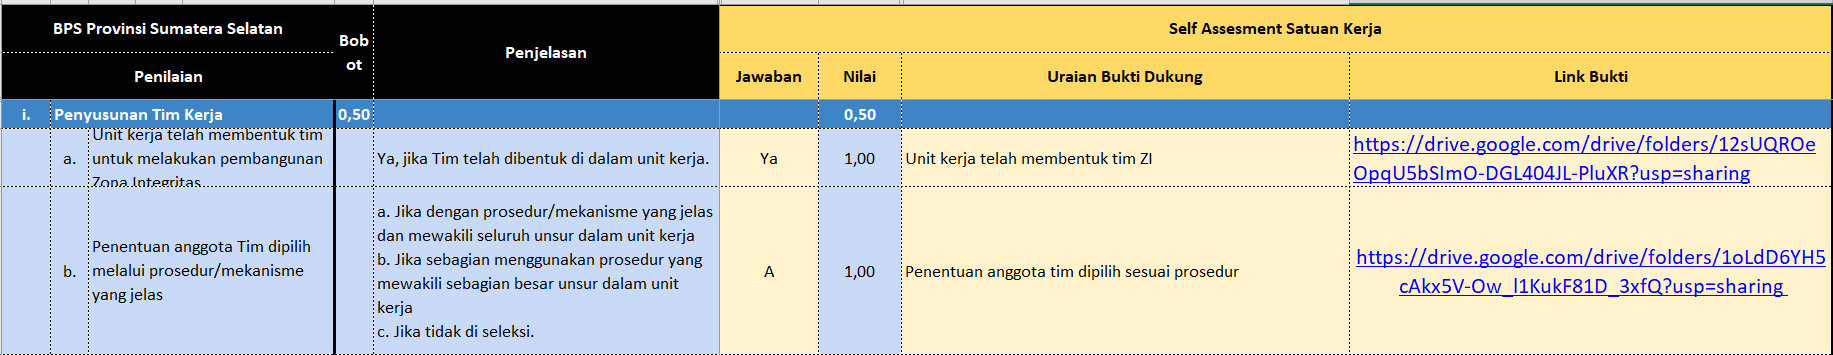 BPS Provinsi Sumatera Selatan
Bob
ot
Penjelasan
Self Assesment Satuan Kerja
Penilaian
Jawaban
Nilai
Uraian Bukti Dukung
Link Bukti
i.
Penyusunan Tim Kerja
0,50
0,50
a.
Unit kerja telah membentuk tim
untuk melakukan pembangunan
Zona Integritas
Ya, jika Tim telah dibentuk di dalam unit kerja.
Ya
1,00
Unit kerja telah membentuk tim ZI
https://drive.google.com/drive/folders/12sUQROe
OpqU5bSImO-DGL404JL-PluXR?usp=sharing
b.
Penentuan anggota Tim dipilih
melalui prosedur/mekanisme
yang jelas
a. Jika dengan prosedur/mekanisme yang jelas
dan mewakili seluruh unsur dalam unit kerja
b. Jika sebagian menggunakan prosedur yang
mewakili sebagian besar unsur dalam unit
kerja
c. Jika tidak di seleksi.
A
1,00
Penentuan anggota tim dipilih sesuai prosedur
https://drive.google.com/drive/folders/1oLdD6YH5
cAkx5V-Ow_l1KukF81D_3xfQ?usp=sharing